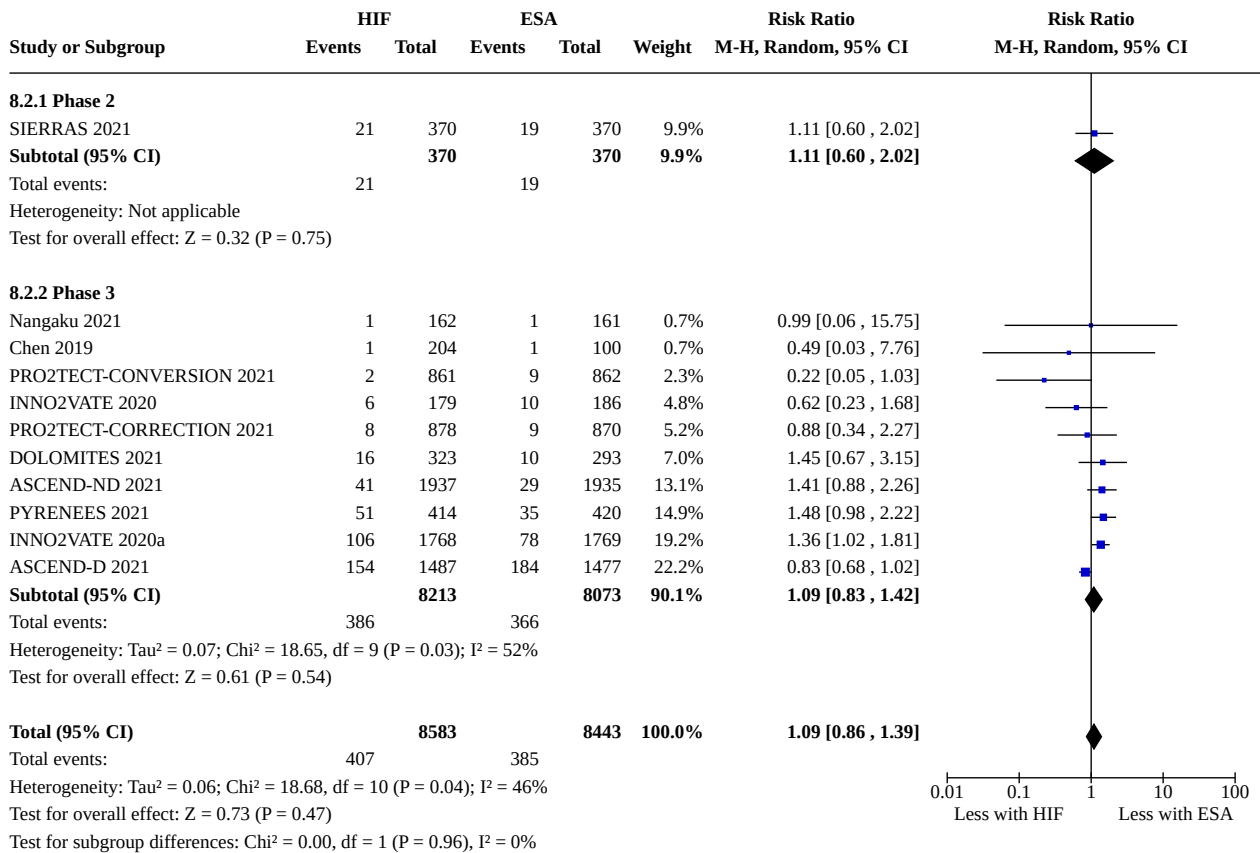 HIF ESA Risk Ratio Risk Ratio
Study or Subgroup Events Total Events Total Weight M-H, Random, 95% CI M-H, Random, 95% CI
8.2.1 Phase 2
SIERRAS 2021 21 370 19 370 9.9% 1.11 [0.60 , 2.02]
Subtotal (95% CI) 370 370 9.9% 1.11 [0.60 , 2.02]
Total events: 21 19
Heterogeneity: Not applicable
Test for overall effect: Z = 0.32 (P = 0.75)
8.2.2 Phase 3
Nangaku 2021 1 162 1 161 0.7% 0.99 [0.06 , 15.75]
Chen 2019 1 204 1 100 0.7% 0.49 [0.03 , 7.76]
PRO2TECT-CONVERSION 2021 2 861 9 862 2.3% 0.22 [0.05 , 1.03]
INNO2VATE 2020 6 179 10 186 4.8% 0.62 [0.23 , 1.68]
PRO2TECT-CORRECTION 2021 8 878 9 870 5.2% 0.88 [0.34 , 2.27]
DOLOMITES 2021 16 323 10 293 7.0% 1.45 [0.67 , 3.15]
ASCEND-ND 2021 41 1937 29 1935 13.1% 1.41 [0.88 , 2.26]
PYRENEES 2021 51 414 35 420 14.9% 1.48 [0.98 , 2.22]
INNO2VATE 2020a 106 1768 78 1769 19.2% 1.36 [1.02 , 1.81]
ASCEND-D 2021 154 1487 184 1477 22.2% 0.83 [0.68 , 1.02]
Subtotal (95% CI) 8213 8073 90.1% 1.09 [0.83 , 1.42]
Total events: 386 366
Heterogeneity: Tau² = 0.07; Chi² = 18.65, df = 9 (P = 0.03); I² = 52%
Test for overall effect: Z = 0.61 (P = 0.54)
Total (95% CI) 8583 8443 100.0% 1.09 [0.86 , 1.39]
Total events: 407 385
Heterogeneity: Tau² = 0.06; Chi² = 18.68, df = 10 (P = 0.04); I² = 46%
0.01 0.1 1 10 100
Test for overall effect: Z = 0.73 (P = 0.47) Less with HIF Less with ESA
Test for subgroup differences: Chi² = 0.00, df = 1 (P = 0.96), I² = 0%